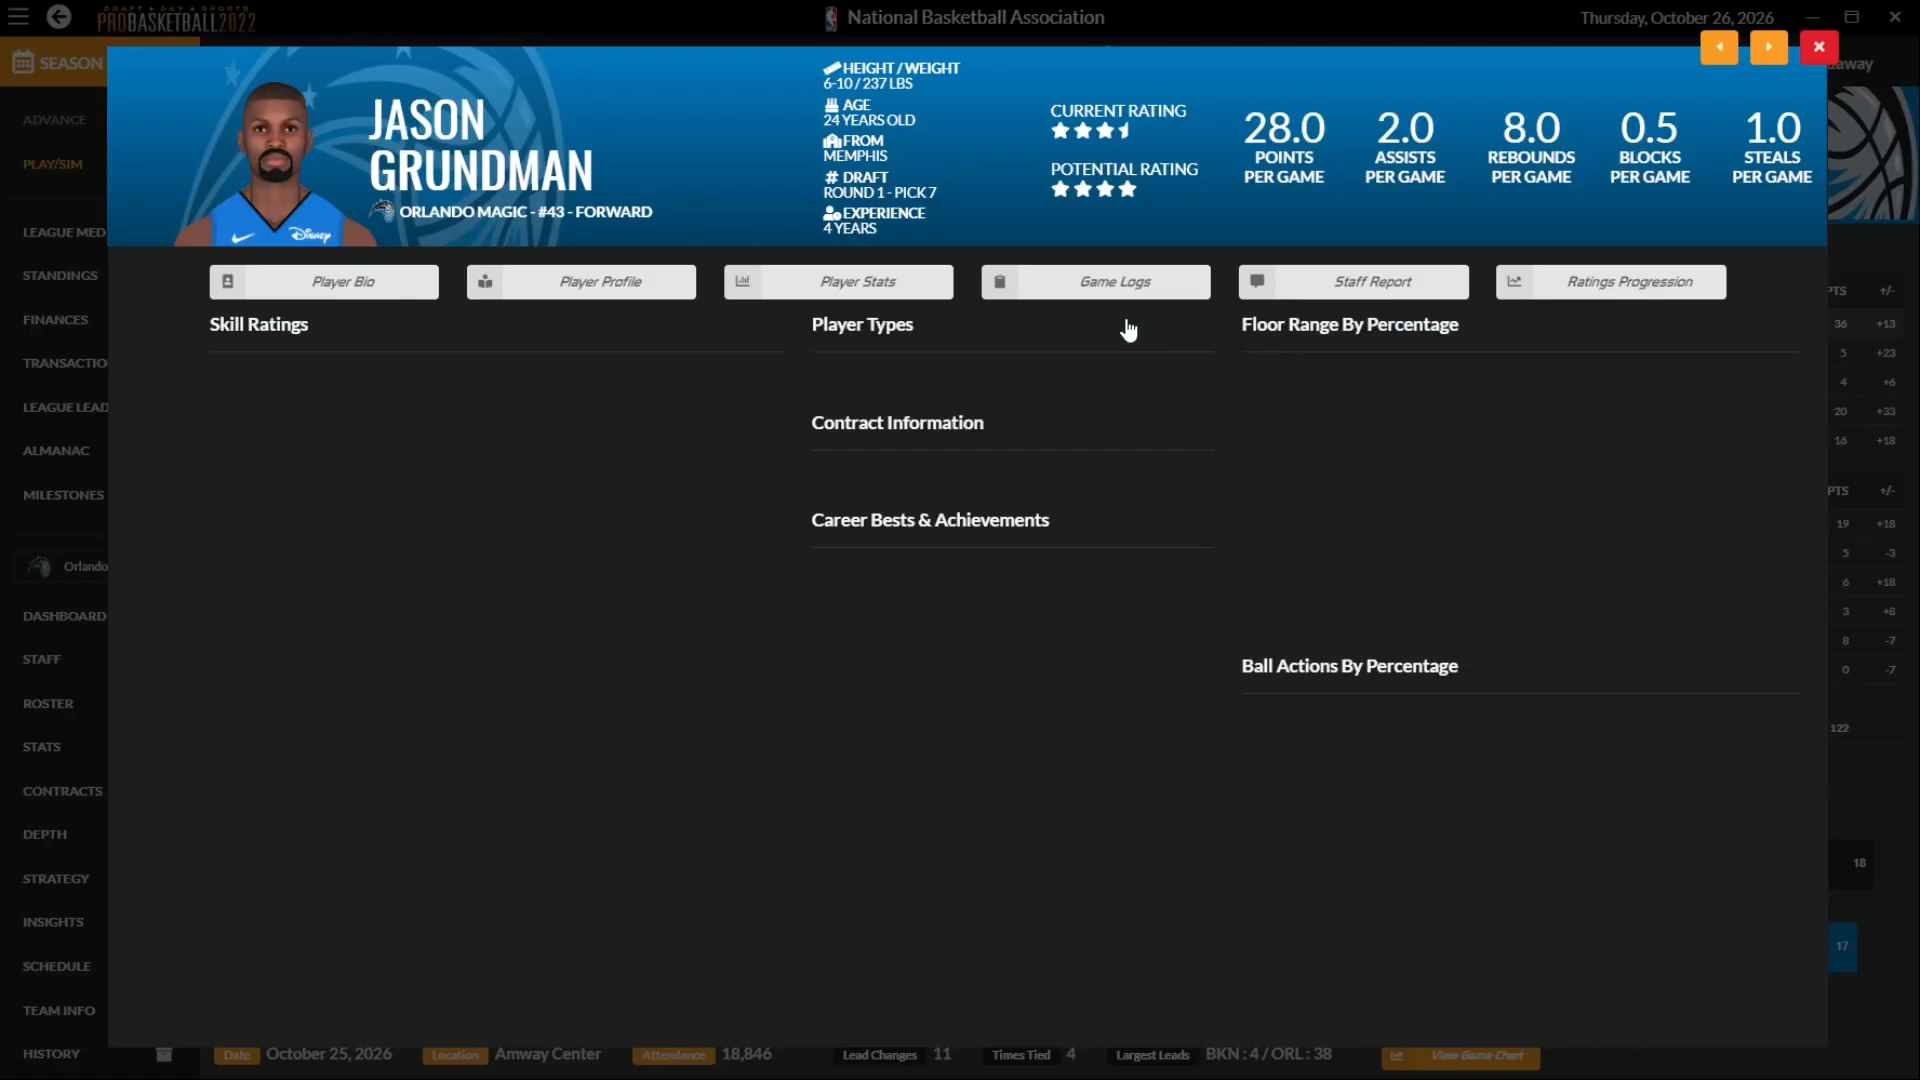 DRAFT • DAY • SPORTS
PROBASKETBALL2022
National Basketball Association
Thursday, October 26, 2026
SEASON
ADVANCE
PLAY/SIM
LEAGUE MED
STANDINGS
FINANCES
TRANSACTIO
LEAGUE LEAD
ALMANAC
MILESTONES
Orlando
DASHBOARD
STAFF
ROSTER
STATS
CONTRACTS
DEPTH
STRATEGY
INSIGHTS
SCHEDULE
TEAM INFO
HISTORY
JASON
GRUNDMAN
ORLANDO MAGIC - #43 - FORWARD
Disney
HEIGHT / WEIGHT
6-10 / 237 LBS
AGE
24 YEARS OLD
FROM
MEMPHIS
# DRAFT
ROUND 1 - PICK 7
EXPERIENCE
4 YEARS
CURRENT RATING
POTENTIAL RATING
28.0
POINTS
PER GAME
2.0
ASSISTS
PER GAME
8.0
REBOUNDS
PER GAME
0.5
BLOCKS
PER GAME
1.0
STEALS
PER GAME
Player Bio
Player Profile
Player Stats
Game Logs
Staff Report
Ratings Progression
Skill Ratings
Player Types
Contract Information
Career Bests & Achievements
Floor Range By Percentage
Ball Actions By Percentage
away
PTS +/-
36 +13
5 +23
4 +6
20 +33
16 +18
PTS +/-
19 +18
5 -3
6 +18
3 +8
8 -7
0 -7
122
18
17
Date October 25, 2026 Location Amway Center Attendance 18,846 Lead Changes 11 Times Tied 4 Largest Leads BKN : 4 / ORL : 38 View Game Chart